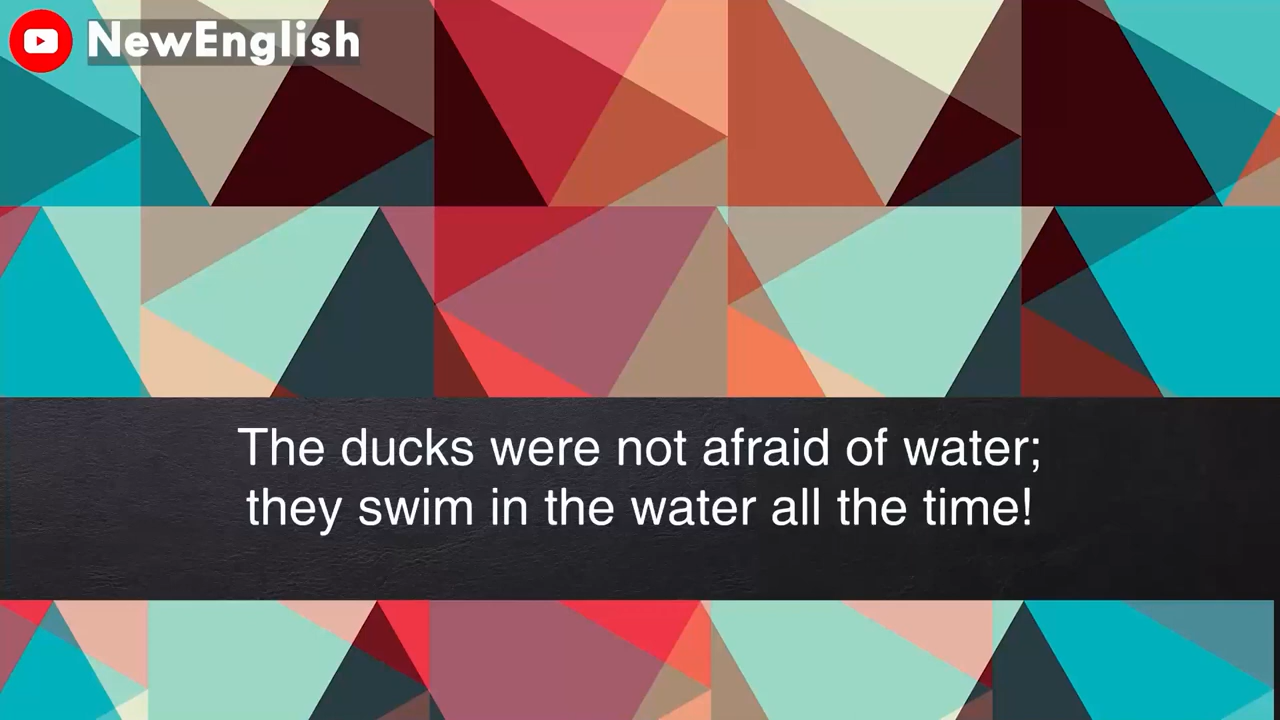 NewEnglish
The ducks were not afraid of water;
they swim in the water all the time!